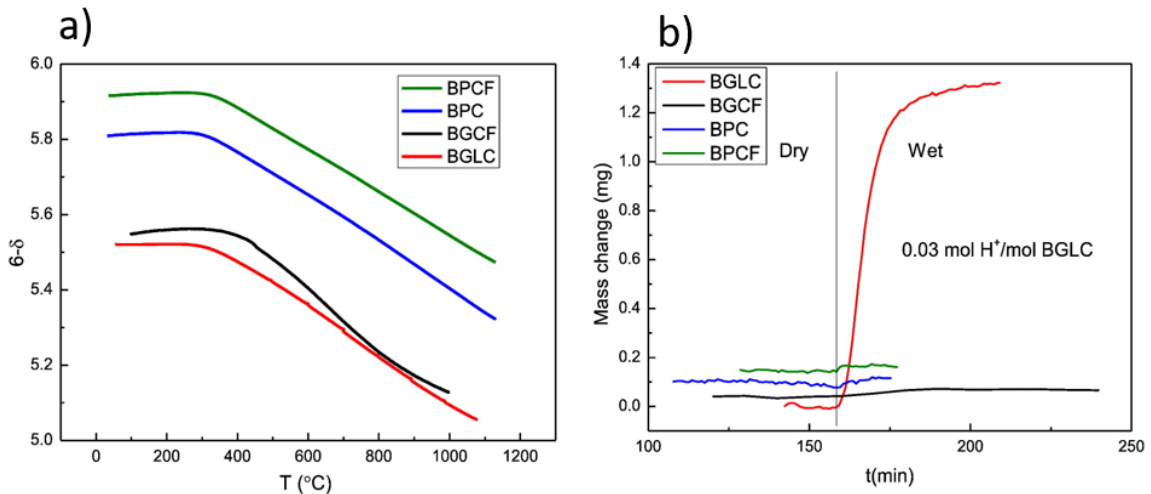 a)
6.0
5.8
5.6
5.4
5.2
5.0
6-δ
0
200
400
600
800
1000
1200
T (°C)
BPCF
BPC
BGCF
BGLC
b)
1.4
1.2
1.0
0.8
0.6
0.4
0.2
0.0
Mass change (mg)
100
150
200
250
t(min)
BGLC
BGCF
BPC
BPCF
Dry
Wet
0.03 mol H⁺/mol BGLC